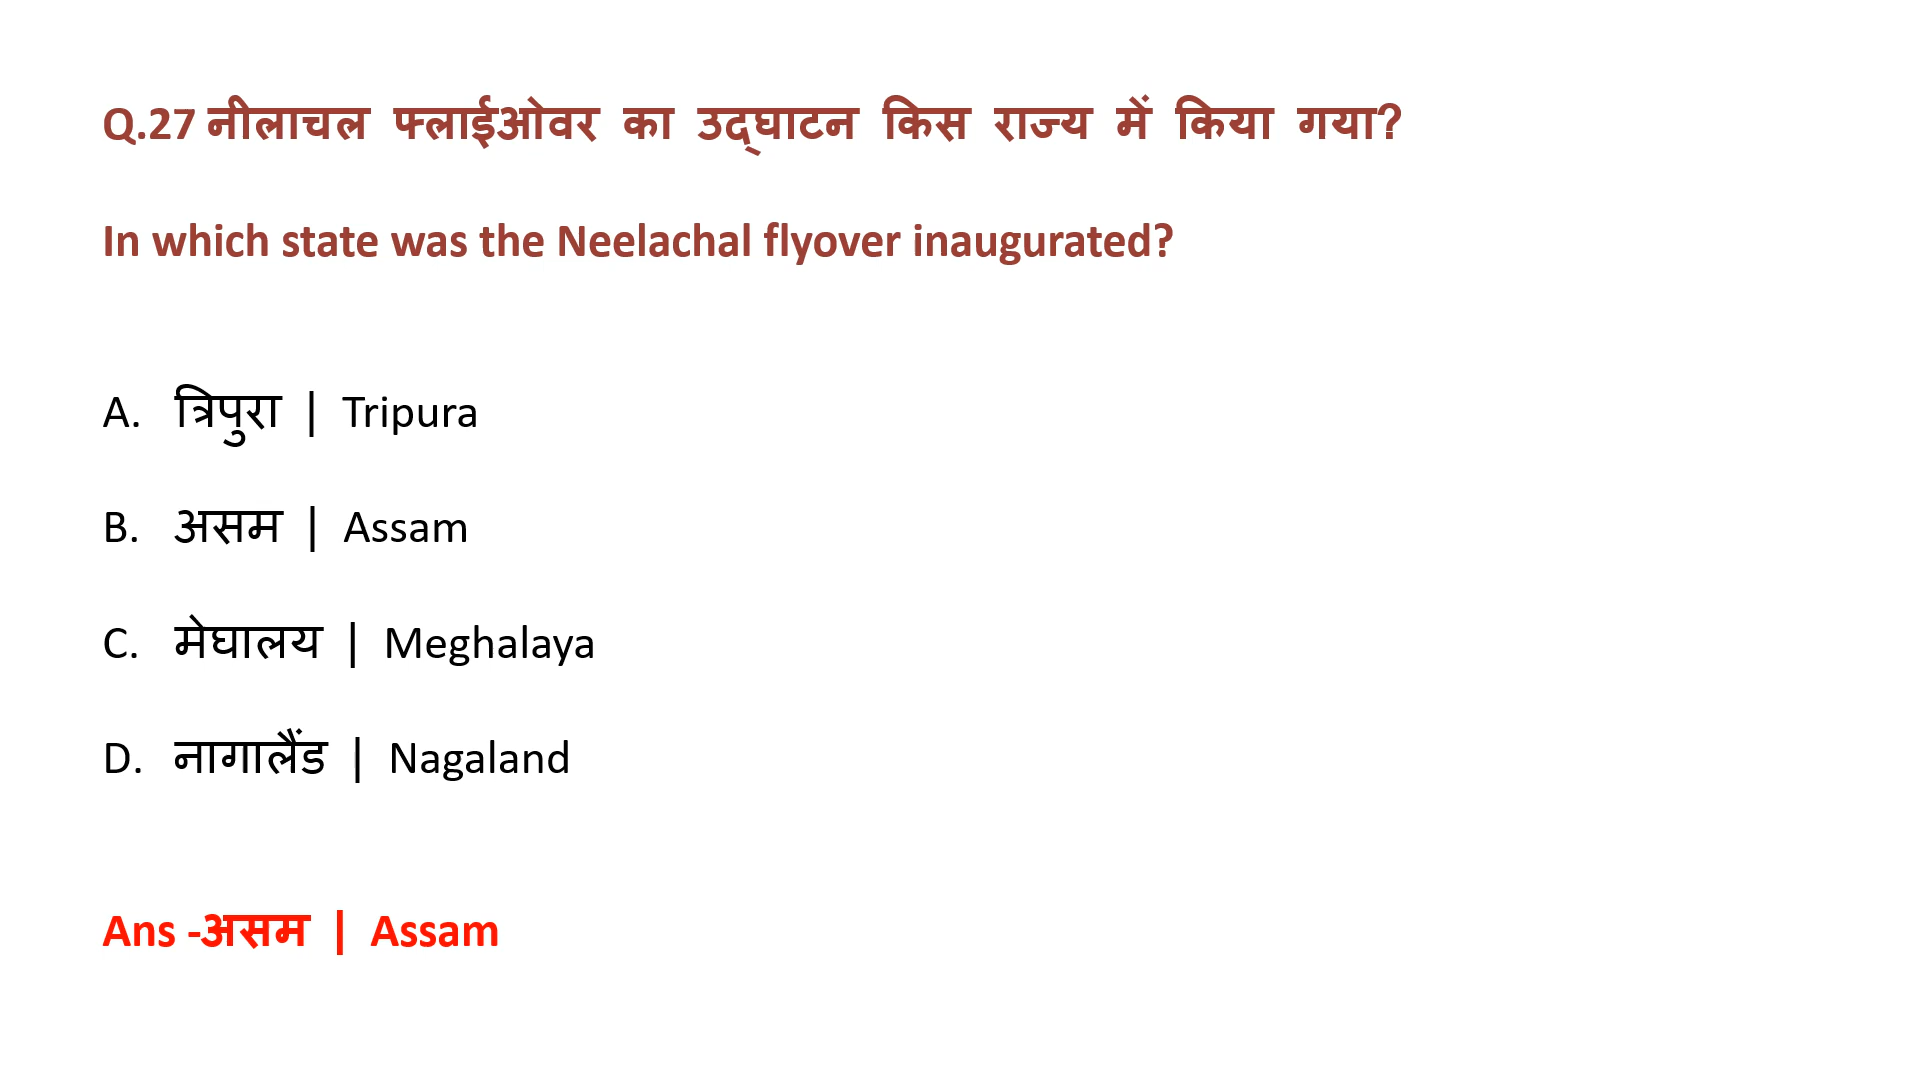 Q.27 नीलाचल फ्लाईओवर का उद्‌घाटन किस राज्य में किया गया?
In which state was the Neelachal flyover inaugurated?
A. त्रिपुरा | Tripura
B. असम | Assam
C. मेघालय | Meghalaya
D. नागालैंड | Nagaland
Ans -असम | Assam